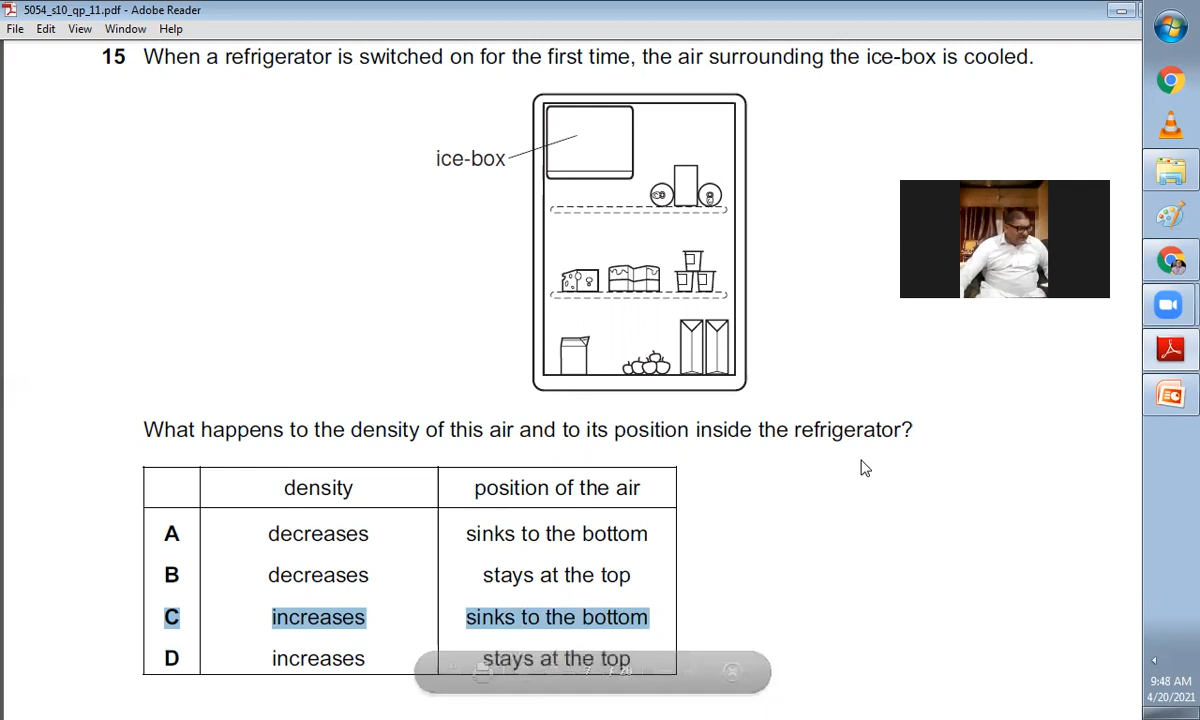 5054_s10_qp_11.pdf - Adobe Reader
File Edit View Window Help
15 When a refrigerator is switched on for the first time, the air surrounding the ice-box is cooled.
ice-box
What happens to the density of this air and to its position inside the refrigerator?
density position of the air
A decreases sinks to the bottom
B decreases stays at the top
C increases sinks to the bottom
D increases stays at the top
9:48 AM
4/20/2021